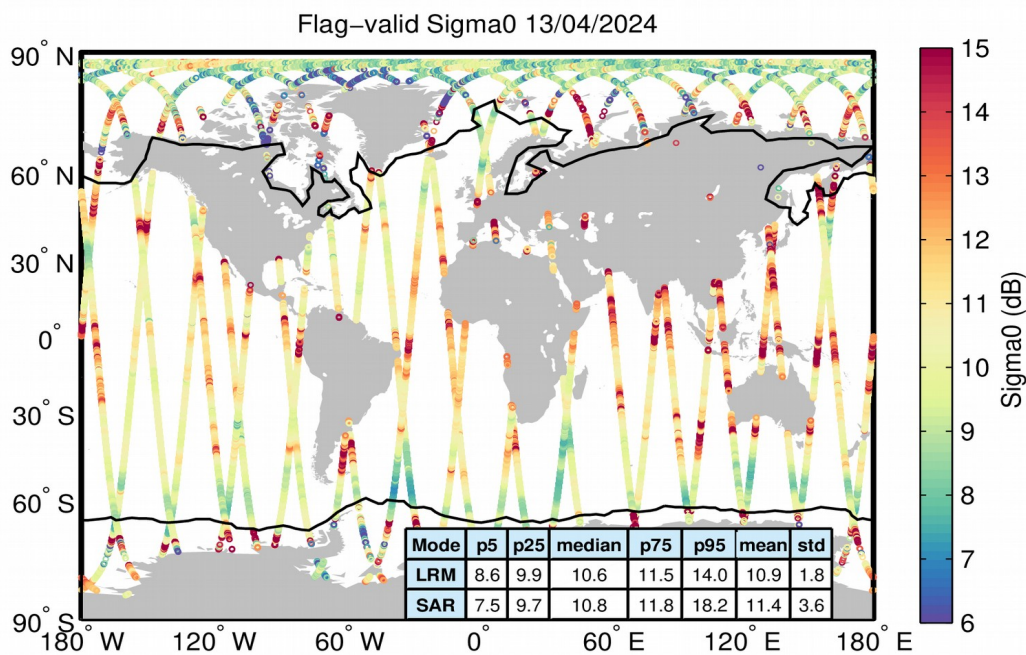 Flag−valid Sigma0 13/04/2024
90° N
60° N
30° N
0°
30° S
60° S
90° S
180° W
120° W
60° W
0°
60° E
120° E
180° E
Mode p5 p25 median p75 p95 mean std
LRM 8.6 9.9 10.6 11.5 14.0 10.9 1.8
SAR 7.5 9.7 10.8 11.8 18.2 11.4 3.6
15
14
13
12
11
10
9
8
7
6
Sigma0 (dB)